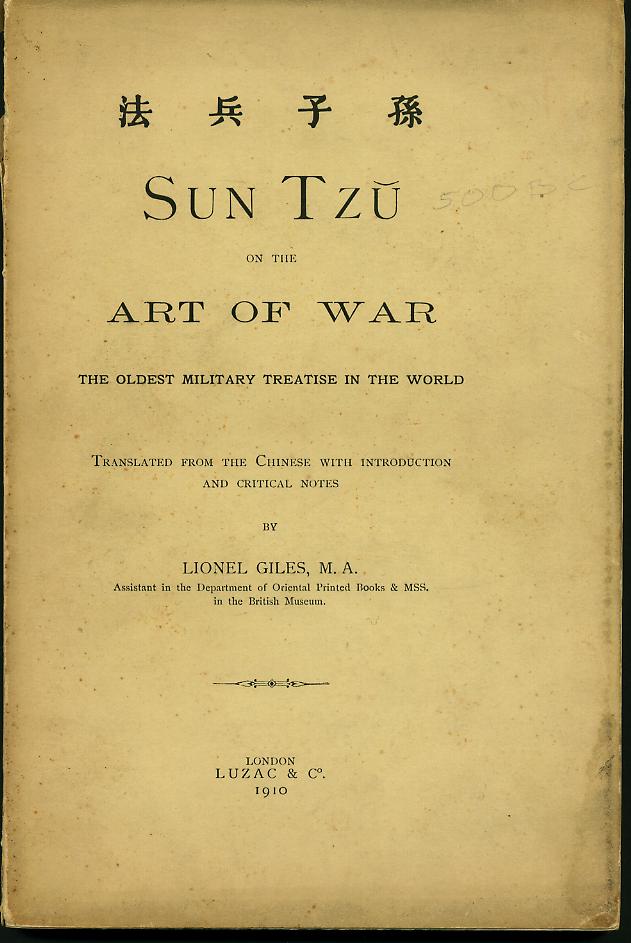 法 兵 子 孫
SUN TZŬ
500 BC
ON THE
ART OF WAR
THE OLDEST MILITARY TREATISE IN THE WORLD
TRANSLATED FROM THE CHINESE WITH INTRODUCTION
AND CRITICAL NOTES
BY
LIONEL GILES, M. A.
Assistant in the Department of Oriental Printed Books & MSS.
in the British Museum.
LONDON
LUZAC & Cº.
1910